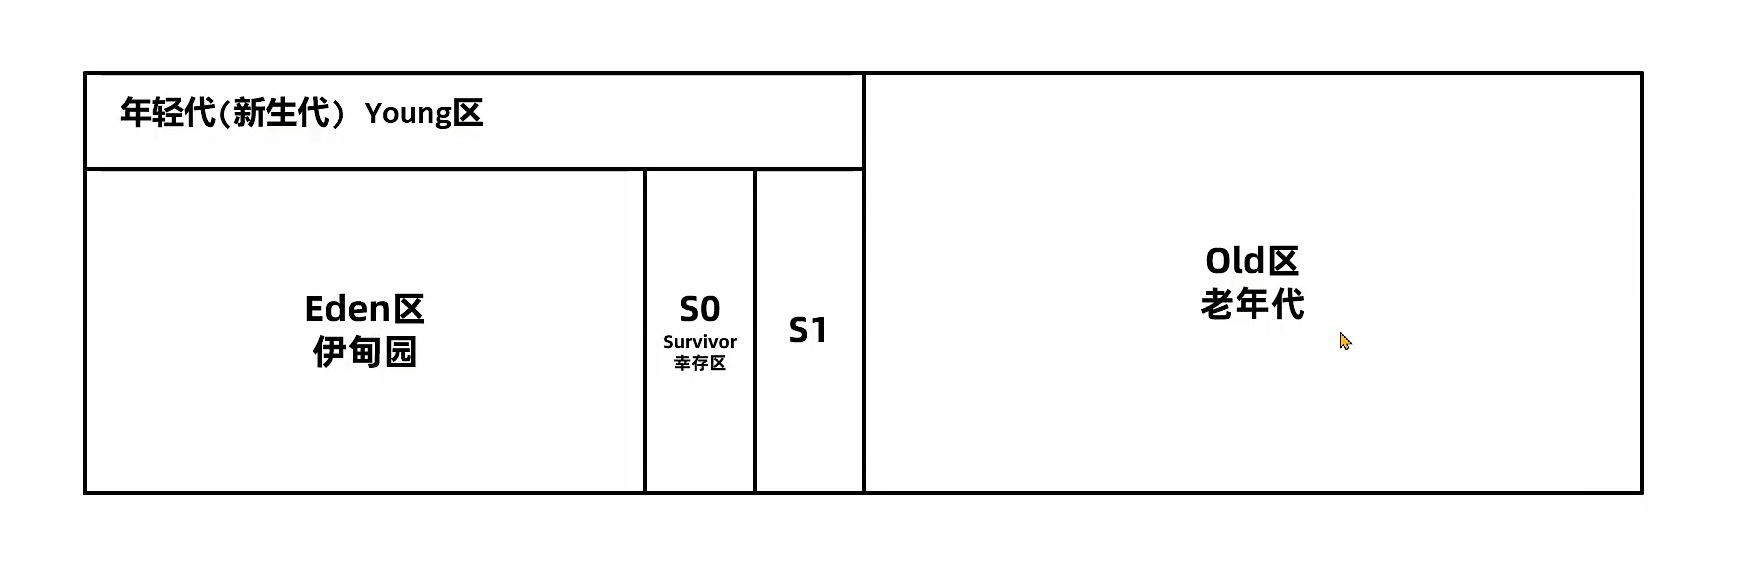 年轻代(新生代) Young区
Eden区
伊甸园
S0
Survivor
幸存区
S1
Old区
老年代